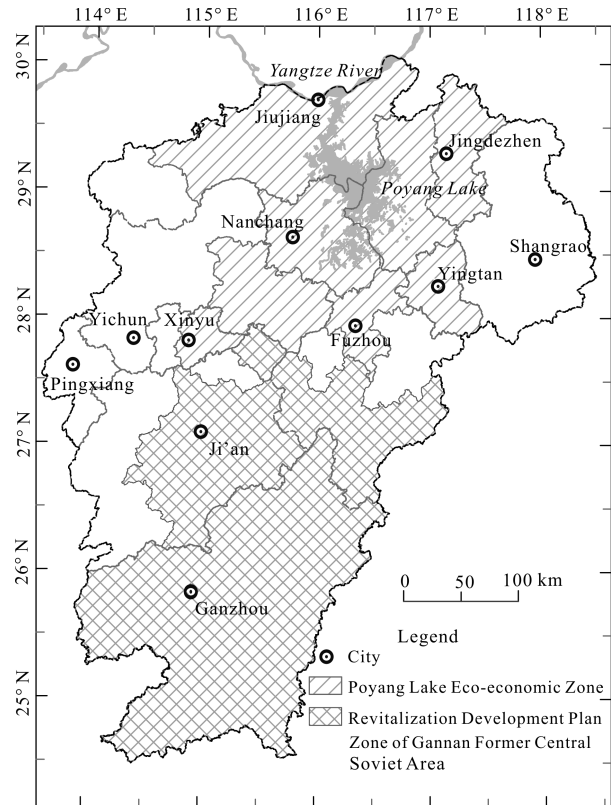 114° E 115° E 116° E 117° E 118° E
30° N
Yangtze River
Jiujiang
Jingdezhen
29° N
Poyang Lake
Nanchang
Shangrao
Yingtan
28° N
Yichun
Xinyu
Fuzhou
Pingxiang
27° N
Ji'an
26° N
0 50 100 km
Ganzhou
Legend
City
25° N
Poyang Lake Eco-economic Zone
Revitalization Development Plan
Zone of Gannan Former Central
Soviet Area